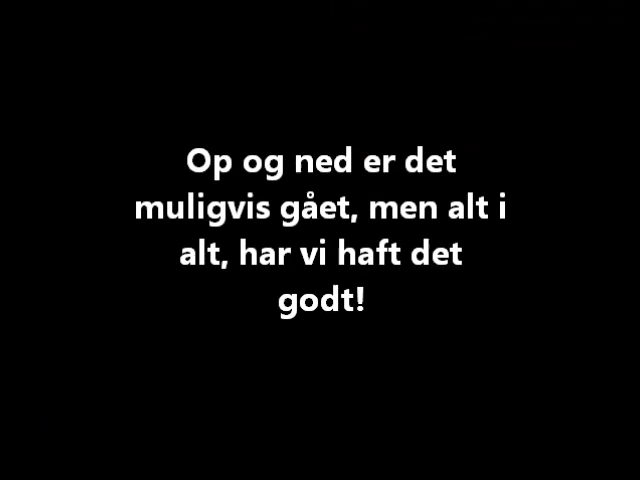 Op og ned er det
muligvis gået, men alt i
alt, har vi haft det
godt!